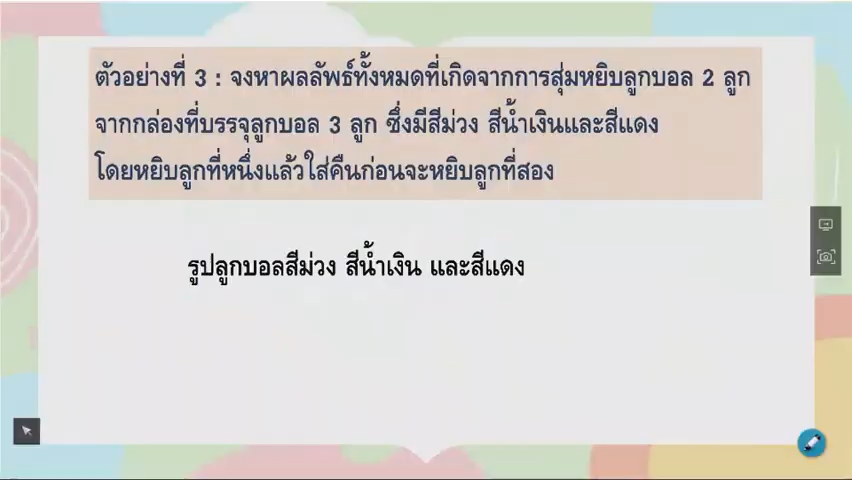 ตัวอย่างที่ 3 : จงหาผลลัพธ์ทั้งหมดที่เกิดจากการสุ่มหยิบลูกบอล 2 ลูก
จากกล่องที่บรรจุลูกบอล 3 ลูก ซึ่งมีสีม่วง สีน้ำเงินและสีแดง
โดยหยิบลูกที่หนึ่งแล้วใส่คืนก่อนจะหยิบลูกที่สอง
รูปลูกบอลสีม่วง สีน้ำเงิน และสีแดง